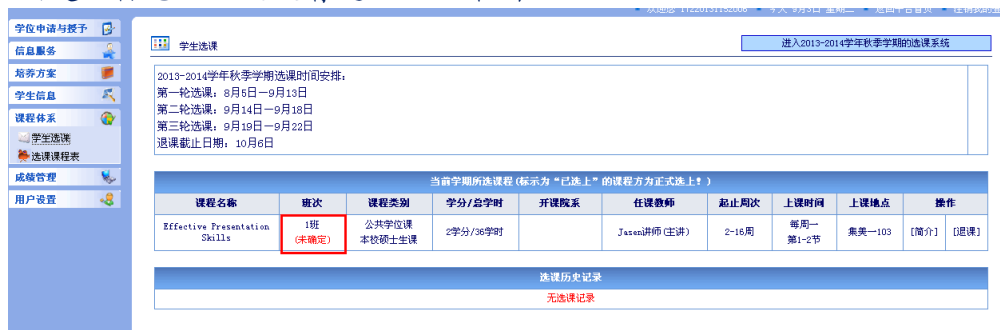 学位申请与授予
信息服务
培养方案
学生信息
课程体系
学生选课
选课课程表
成绩管理
用户设置
学生选课
进入2013-2014学年秋季学期的选课系统
2013-2014学年秋季学期选课时间安排：
第一轮选课：8月5日—9月13日
第二轮选课：9月14日—9月18日
第三轮选课：9月19日—9月22日
退课截止日期：10月6日
当前学期所选课程(标示为“已选上”的课程方为正式选上！)
课程名称 班次 课程类别 学分/总学时 开课院系 任课教师 起止周次 上课时间 上课地点 操作
Effective Presentation Skills 1班 (未确定) 公共学位课 本校硕士生课 2学分/36学时 Jasen讲师(主讲) 2-16周 每周一 第1-2节 集美一103 [简介] [退课]
选课历史记录
无选课记录